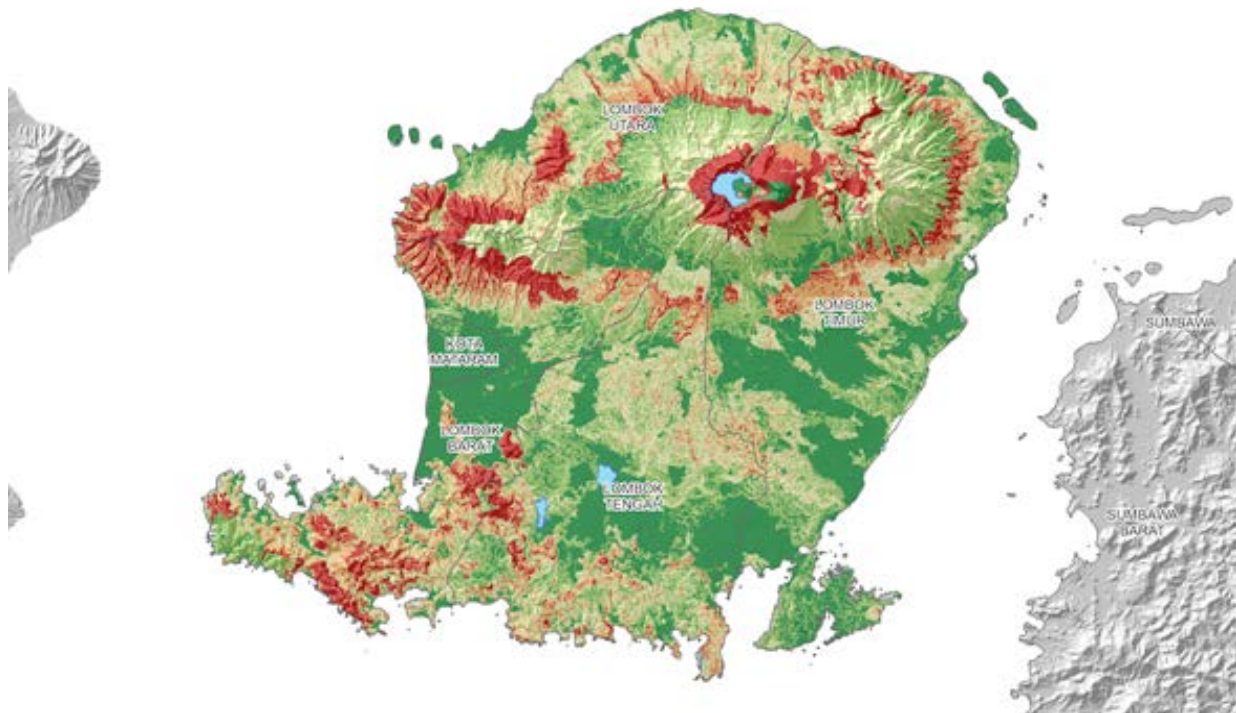 LOMBOK
UTARA
LOMBOK
TIMUR
SUMBAWA
KOTA
MATARAM
LOMBOK
BARAT
LOMBOK
TENGAH
SUMBAWA
BARAT